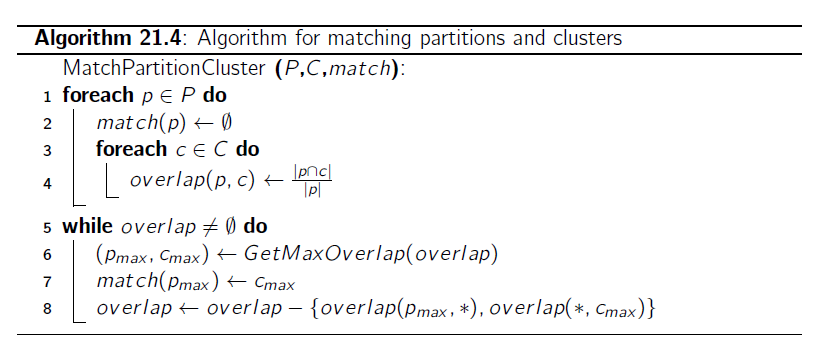 Algorithm 21.4: Algorithm for matching partitions and clusters
MatchPartitionCluster (P,C,match):
1 foreach p ∈ P do
2 match(p) ← ∅
3 foreach c ∈ C do
4 overlap(p, c) ← |p∩c| / |p|
5 while overlap ≠ ∅ do
6 (pmax, cmax) ← GetMaxOverlap(overlap)
7 match(pmax) ← cmax
8 overlap ← overlap − {overlap(pmax, ∗), overlap(∗, cmax)}